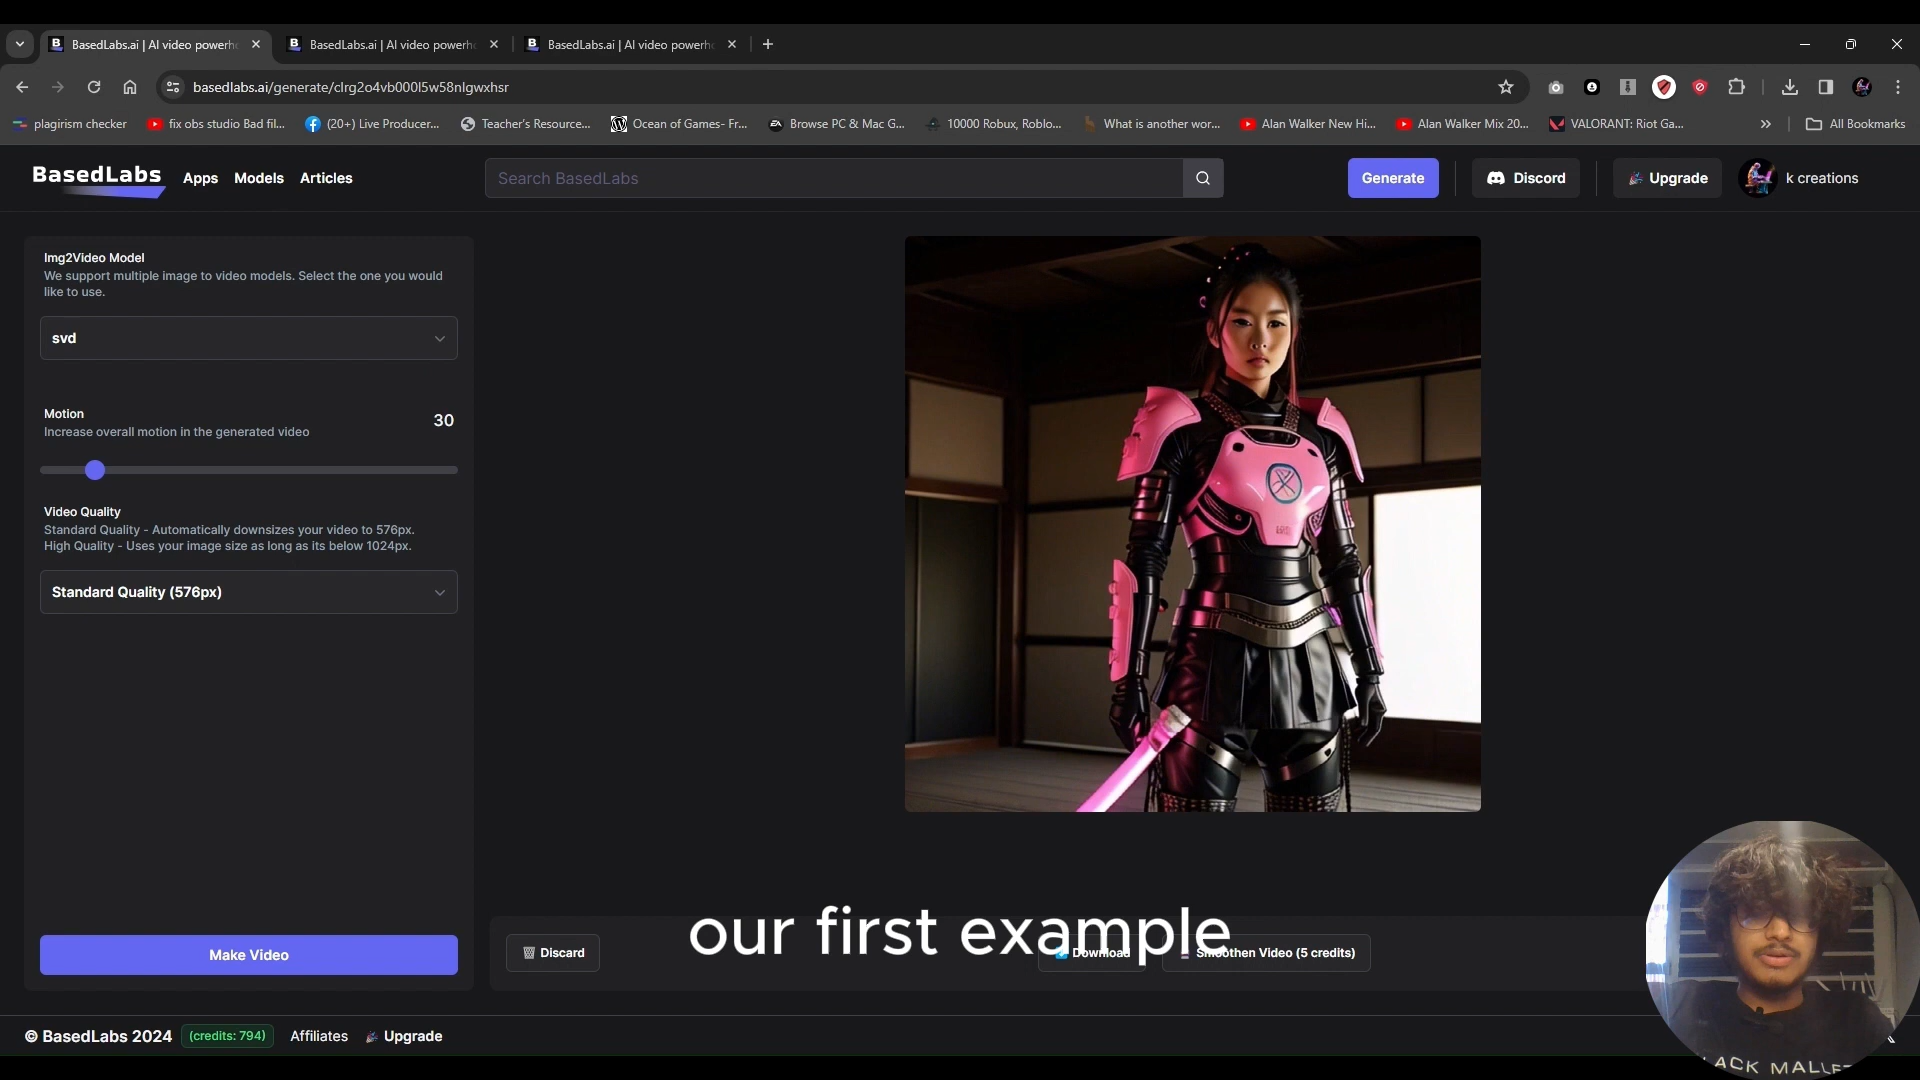 BasedLabs.ai | AI video powerh
BasedLabs.ai | AI video powerh
BasedLabs.ai | AI video powerh
basedlabs.ai/generate/clrg2o4vb000l5w58nlgwxhsr
plagirism checker
fix obs studio Bad fil...
(20+) Live Producer...
Teacher's Resource...
Ocean of Games- Fr...
Browse PC & Mac G...
10000 Robux, Roblo...
What is another wor...
Alan Walker New Hi...
Alan Walker Mix 20...
VALORANT: Riot Ga...
All Bookmarks
BasedLabs
Apps
Models
Articles
Search BasedLabs
Generate
Discord
Upgrade
k creations
Img2Video Model
We support multiple image to video models. Select the one you would
like to use.
svd
Motion
30
Increase overall motion in the generated video
Video Quality
Standard Quality - Automatically downsizes your video to 576px.
High Quality - Uses your image size as long as its below 1024px.
Standard Quality (576px)
Make Video
Discard
Download
Smoothen Video (5 credits)
our first example
© BasedLabs 2024
(credits: 794)
Affiliates
Upgrade
LACK MALLE